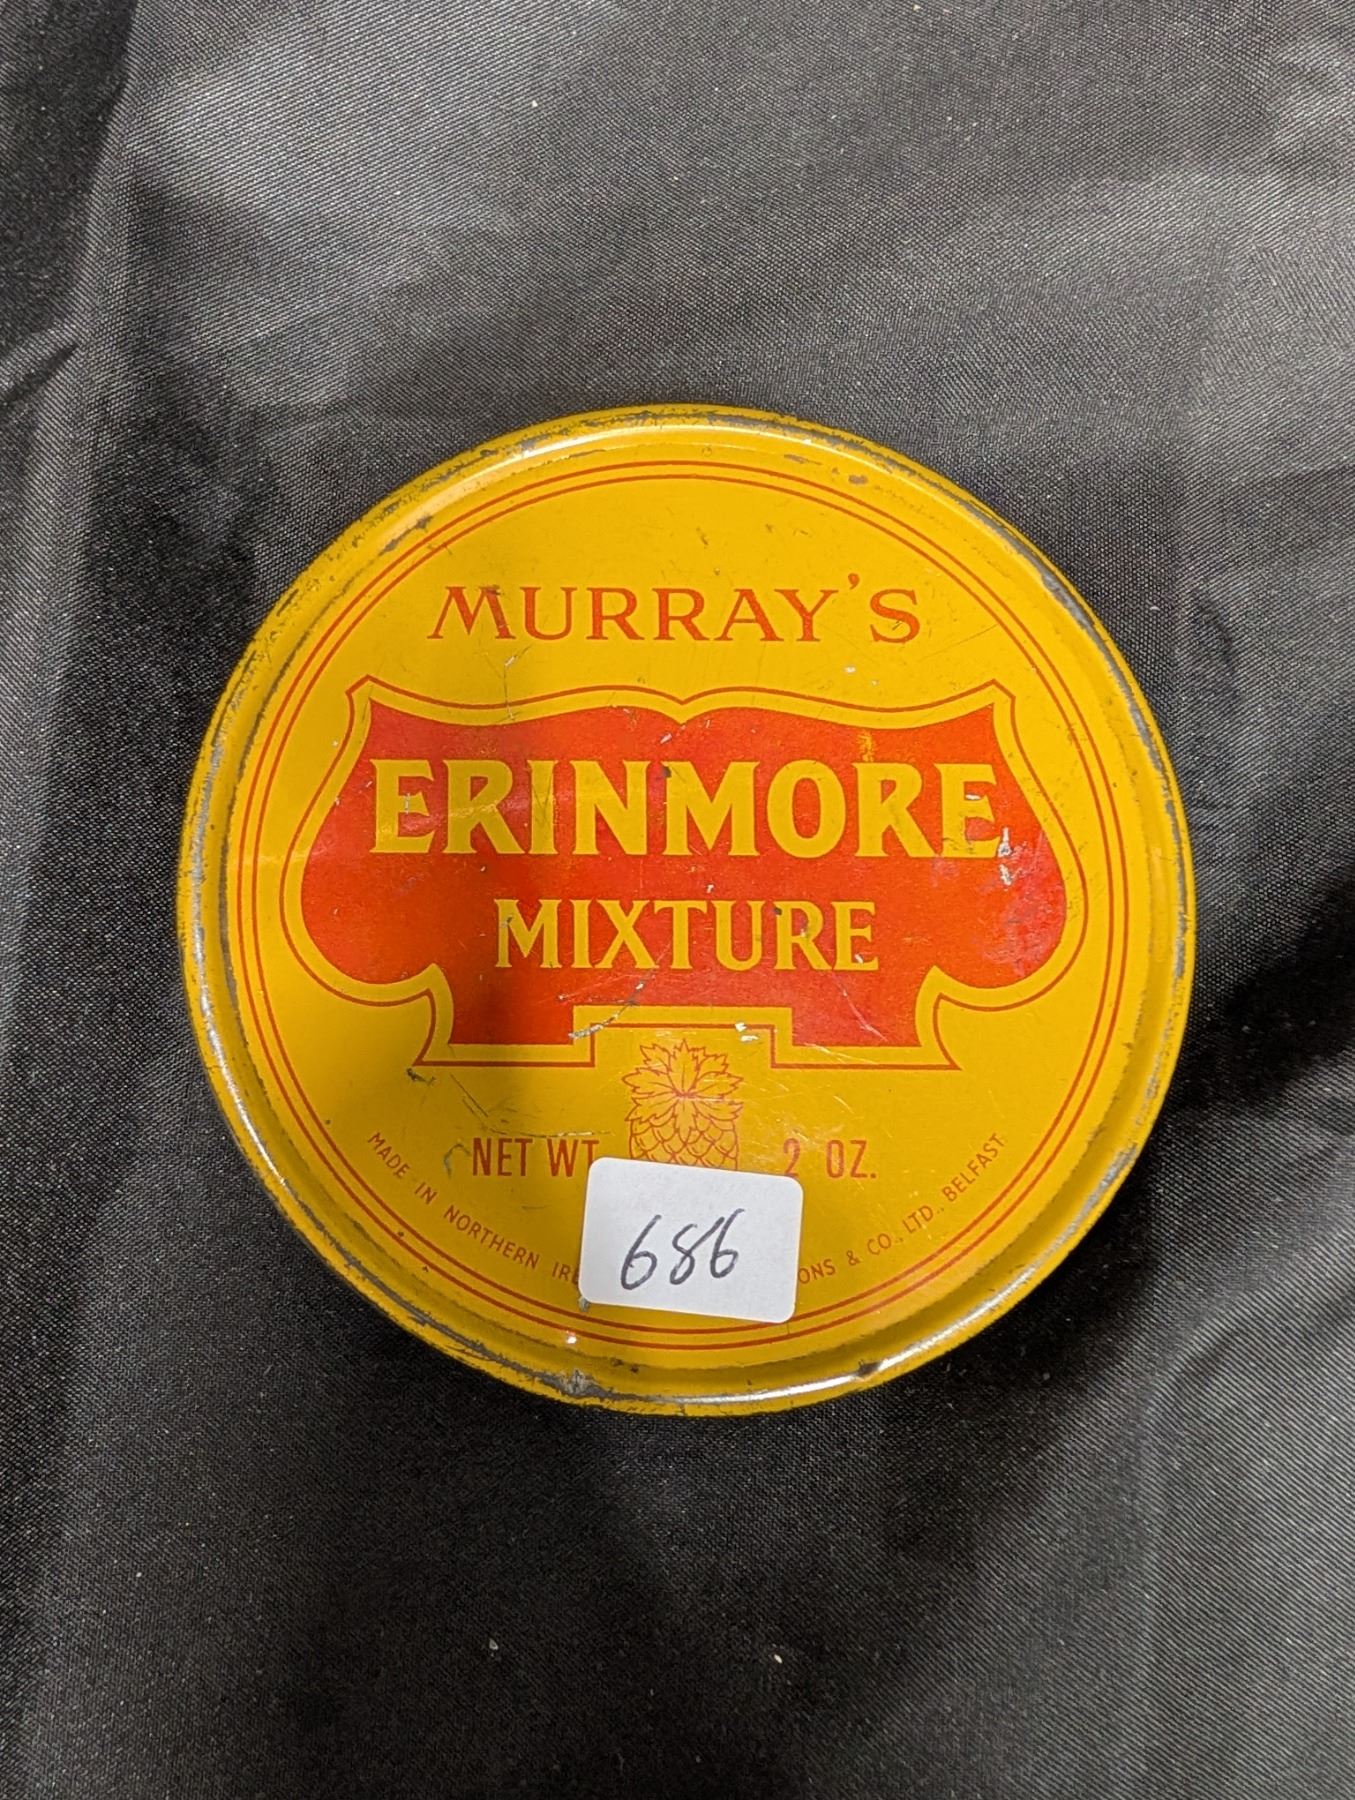 MURRAY'S
ERINMORE
MIXTURE
NET WT. 2 OZ.
MADE IN NORTHERN ONS & CO., LTD., BELFAST.
686